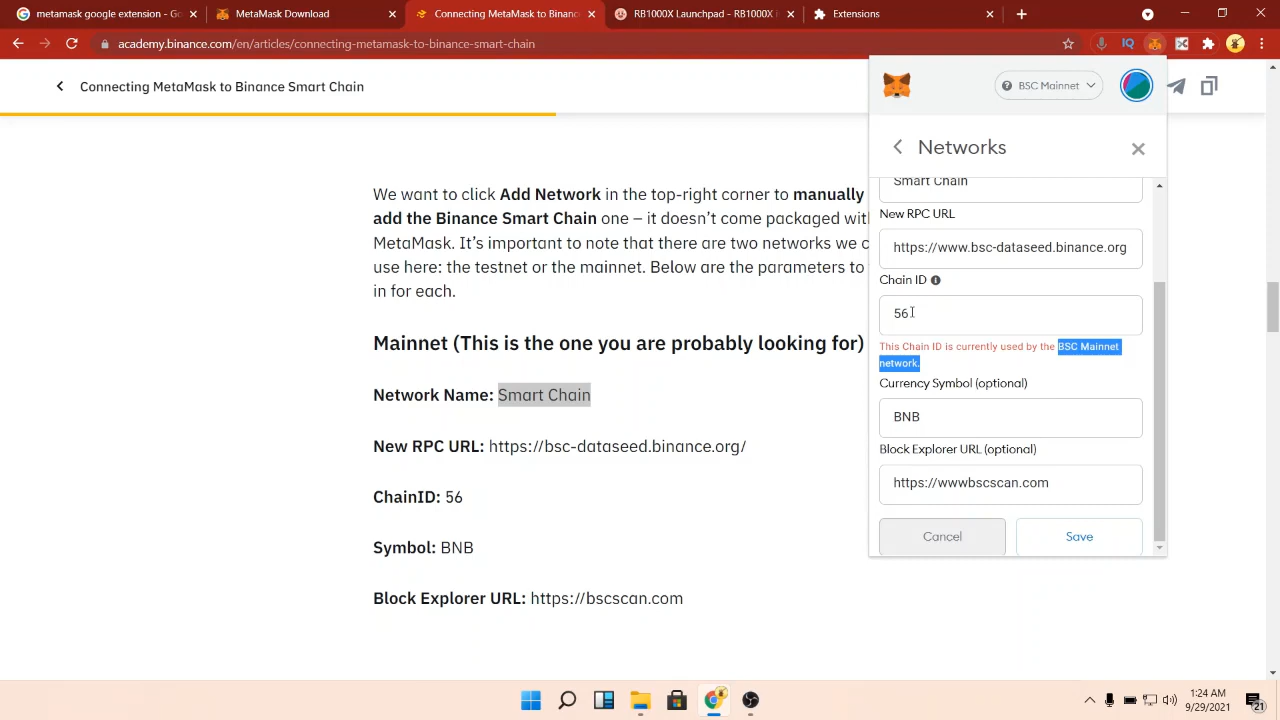 metamask google extension - Go
MetaMask Download
Connecting MetaMask to Binanc
RB1000X Launchpad - RB1000X
Extensions
academy.binance.com/en/articles/connecting-metamask-to-binance-smart-chain
IQ
Connecting MetaMask to Binance Smart Chain
BSC Mainnet
Networks
Smart Chain
New RPC URL
https://www.bsc-dataseed.binance.org
Chain ID
56
This Chain ID is currently used by the BSC Mainnet
network.
Currency Symbol (optional)
BNB
Block Explorer URL (optional)
https://wwwbscscan.com
Cancel
Save
We want to click Add Network in the top-right corner to manually
add the Binance Smart Chain one – it doesn't come packaged wit
MetaMask. It's important to note that there are two networks we c
use here: the testnet or the mainnet. Below are the parameters to
in for each.
Mainnet (This is the one you are probably looking for)
Network Name: Smart Chain
New RPC URL: https://bsc-dataseed.binance.org/
ChainID: 56
Symbol: BNB
Block Explorer URL: https://bscscan.com
1:24 AM
9/29/2021
21